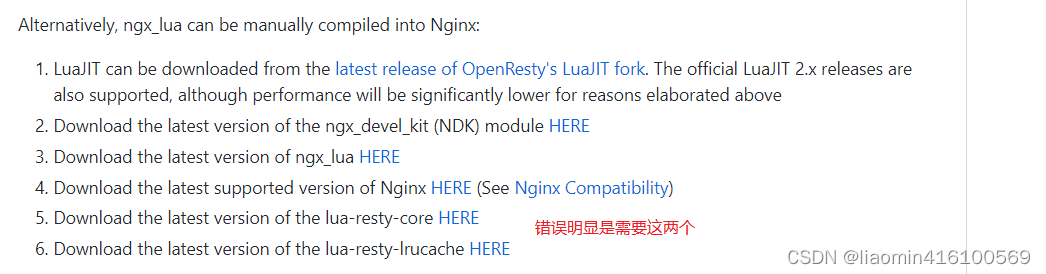 Alternatively, ngx_lua can be manually compiled into Nginx:
1. LuaJIT can be downloaded from the latest release of OpenResty's LuaJIT fork. The official LuaJIT 2.x releases are
also supported, although performance will be significantly lower for reasons elaborated above
2. Download the latest version of the ngx_devel_kit (NDK) module HERE
3. Download the latest version of ngx_lua HERE
4. Download the latest supported version of Nginx HERE (See Nginx Compatibility)
5. Download the latest version of the lua-resty-core HERE
错误明显是需要这两个
6. Download the latest version of the lua-resty-lrucache HERE
CSDN @liaomin416100569